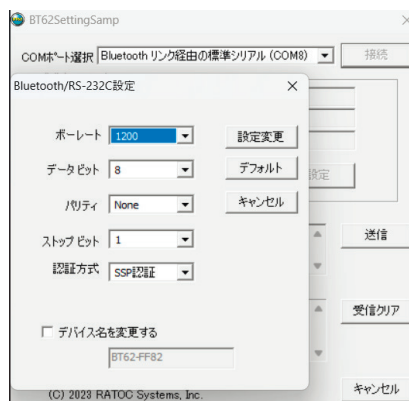 BT62SettingSamp
COMポート選択 Bluetooth リンク経由の標準シリアル (COM8) 接続
Bluetooth/RS-232C設定
ボーレート 1200 設定変更
データビット 8 デフォルト
設定
パリティ None キャンセル
ストップビット 1
送信
認証方式 SSP認証
受信クリア
デバイス名を変更する
BT62-FF82
キャンセル
(C) 2023 RATOC Systems, Inc.